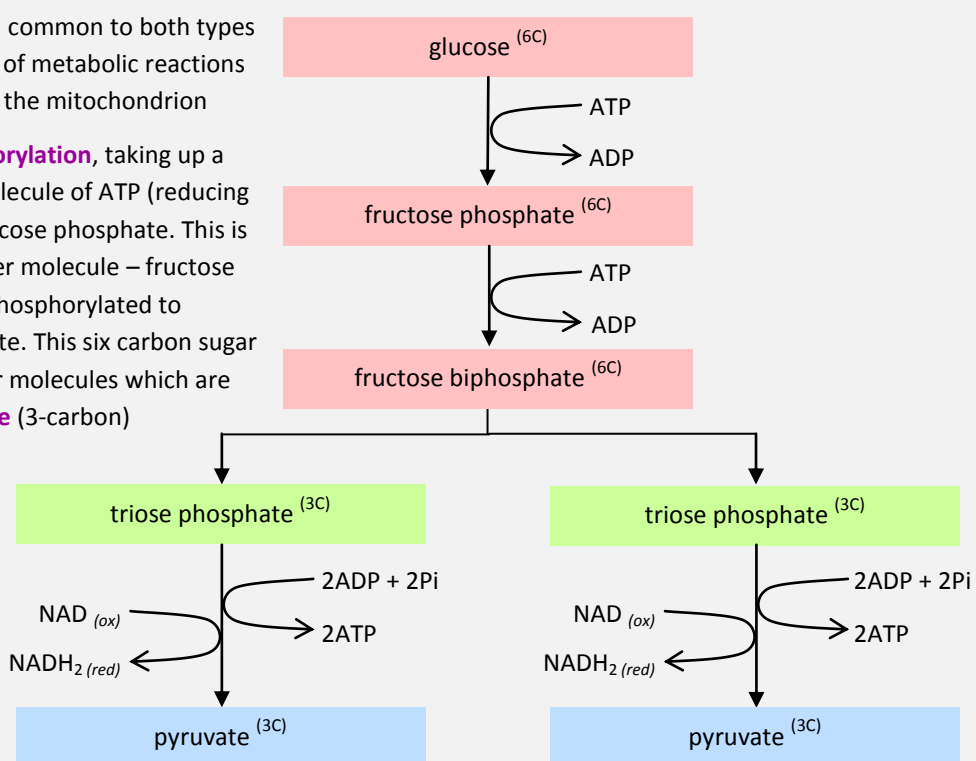 common to both types
of metabolic reactions
the mitochondrion
orylation, taking up a
lecule of ATP (reducing
cose phosphate. This is
er molecule – fructose
hosphorylated to
te. This six carbon sugar
r molecules which are
e (3-carbon)
glucose (6C)
ATP
ADP
fructose phosphate (6C)
ATP
ADP
fructose biphosphate (6C)
triose phosphate (3C)
triose phosphate (3C)
2ADP + 2Pi
NAD (ox)
2ATP
NADH₂ (red)
2ADP + 2Pi
NAD (ox)
2ATP
NADH₂ (red)
pyruvate (3C)
pyruvate (3C)